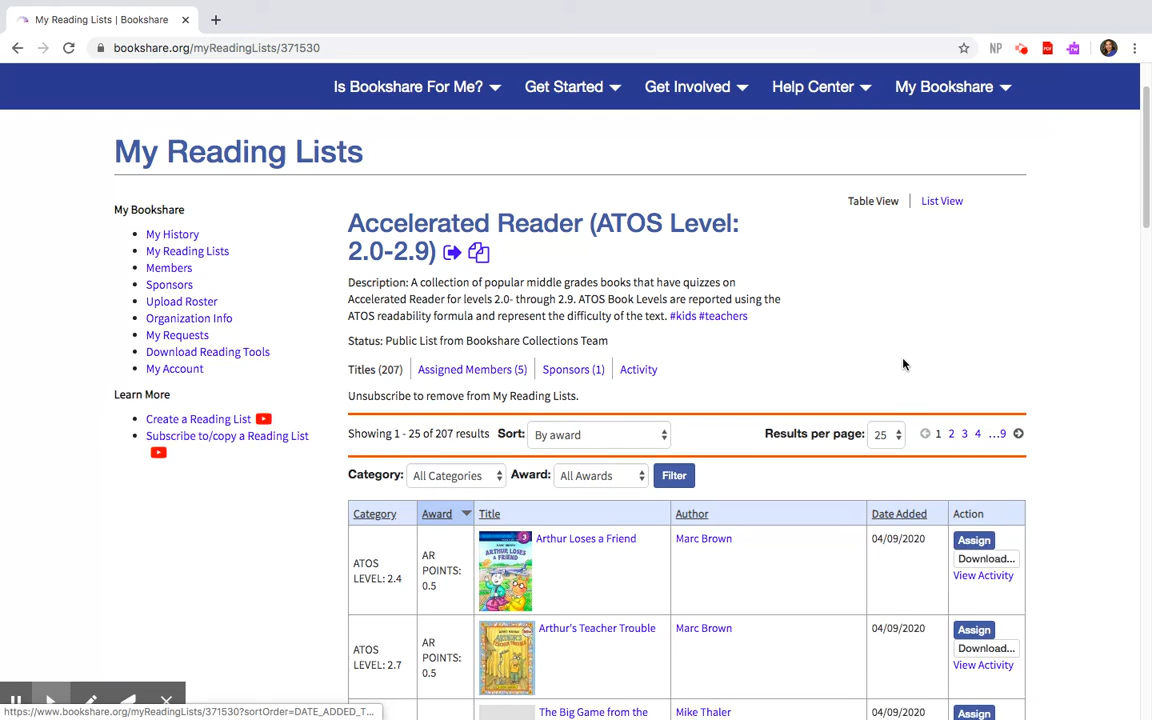 My Reading Lists | Bookshare
bookshare.org/myReadingLists/371530
NP
Is Bookshare For Me?
Get Started
Get Involved
Help Center
My Bookshare
My Reading Lists
My Bookshare
My History
My Reading Lists
Members
Sponsors
Upload Roster
Organization Info
My Requests
Download Reading Tools
My Account
Learn More
Create a Reading List
Subscribe to/copy a Reading List
Table View
List View
Accelerated Reader (ATOS Level:
2.0-2.9)
Description: A collection of popular middle grades books that have quizzes on
Accelerated Reader for levels 2.0- through 2.9. ATOS Book Levels are reported using the
ATOS readability formula and represent the difficulty of the text. #kids #teachers
Status: Public List from Bookshare Collections Team
Titles (207)
Assigned Members (5)
Sponsors (1)
Activity
Unsubscribe to remove from My Reading Lists.
Showing 1 - 25 of 207 results Sort: By award
Results per page: 25
1 2 3 4 ...9
Category: All Categories Award: All Awards Filter
Category Award Title Author Date Added Action
ATOS
LEVEL: 2.4
AR
POINTS:
0.5
ARTHUR LOSES
A FRIEND
Arthur Loses a Friend
Marc Brown
04/09/2020
Assign
Download...
View Activity
ATOS
LEVEL: 2.7
AR
POINTS:
0.5
Arthur's Teacher Trouble
Marc Brown
04/09/2020
Assign
Download...
View Activity
The Big Game from the
Mike Thaler
04/09/2020
Assign
https://www.bookshare.org/myReadingLists/371530?sortOrder=DATE_ADDED_T...